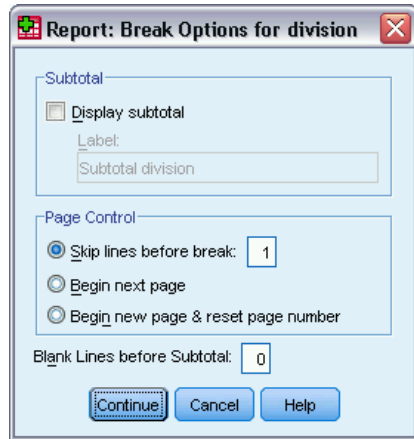 Report: Break Options for division
Subtotal
Display subtotal
Label:
Subtotal division
Page Control
Skip lines before break: 1
Begin next page
Begin new page & reset page number
Blank Lines before Subtotal: 0
Continue Cancel Help